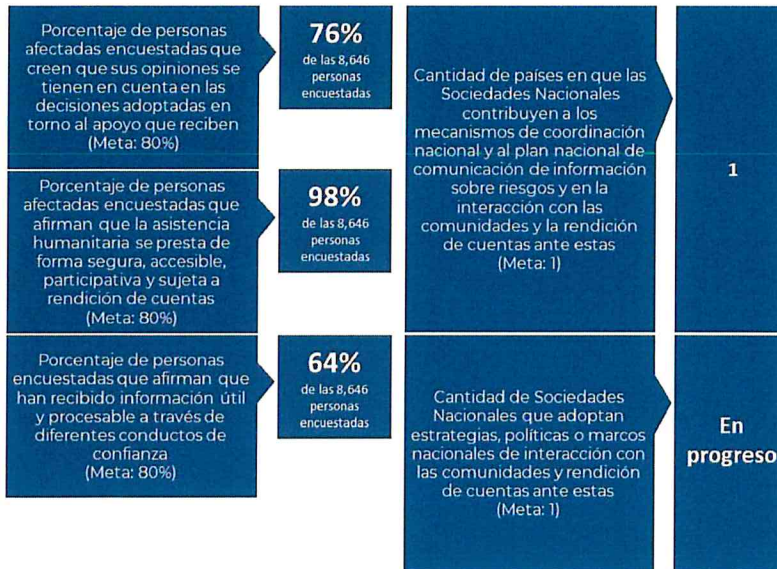 Porcentaje de personas
afectadas encuestadas que
creen que sus opiniones se
tienen en cuenta en las
decisiones adoptadas en
torno al apoyo que reciben
(Meta: 80%)
76%
de las 8,646
personas
encuestadas
Porcentaje de personas
afectadas encuestadas que
afirman que la asistencia
humanitaria se presta de
forma segura, accesible,
participativa y sujeta a
rendición de cuentas
(Meta: 80%)
98%
de las 8,646
personas
encuestadas
Porcentaje de personas
encuestadas que afirman que
han recibido información útil
y procesable a través de
diferentes conductos de
confianza
(Meta: 80%)
64%
de las 8,646
personas
encuestadas
Cantidad de países en que las
Sociedades Nacionales
contribuyen a los
mecanismos de coordinación
nacional y al plan nacional de
comunicación de información
sobre riesgos y en la
interacción con las
comunidades y la rendición
de cuentas ante estas
(Meta: 1)
1
Cantidad de Sociedades
Nacionales que adoptan
estrategias, políticas o marcos
nacionales de interacción con
las comunidades y rendición
de cuentas ante estas
(Meta: 1)
En
progreso